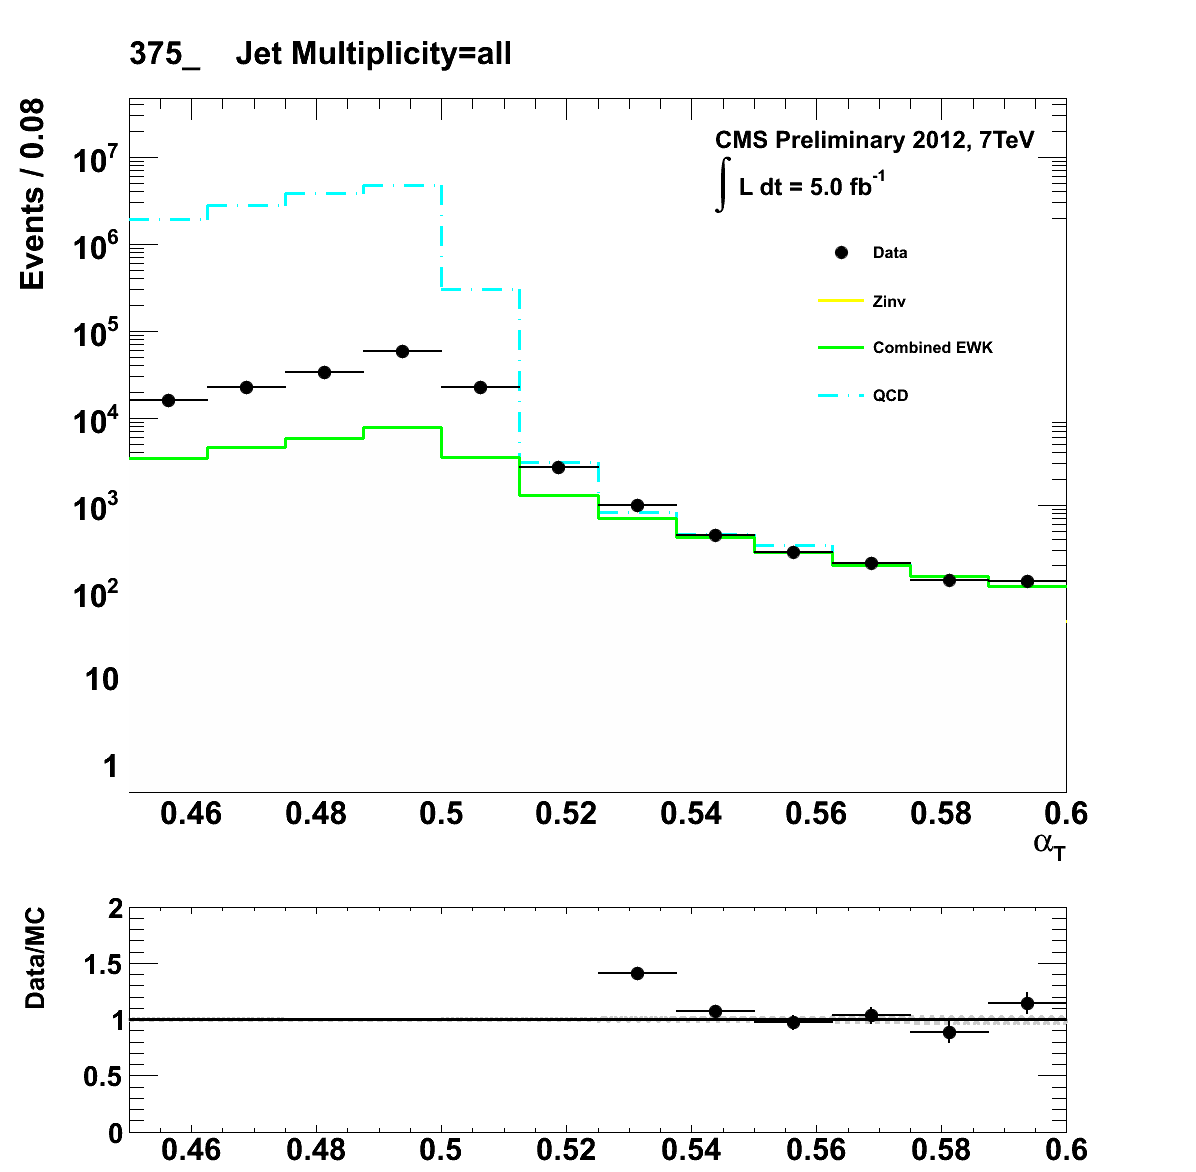 375_ Jet Multiplicity=all
Events / 0.08
10⁷
10⁶
10⁵
10⁴
10³
10²
10
1
CMS Preliminary 2012, 7TeV
∫ L dt = 5.0 fb⁻¹
Data
Zinv
Combined EWK
QCD
0.46 0.48 0.5 0.52 0.54 0.56 0.58 0.6
α_T
Data/MC
2
1.5
1
0.5
0
0.46 0.48 0.5 0.52 0.54 0.56 0.58 0.6